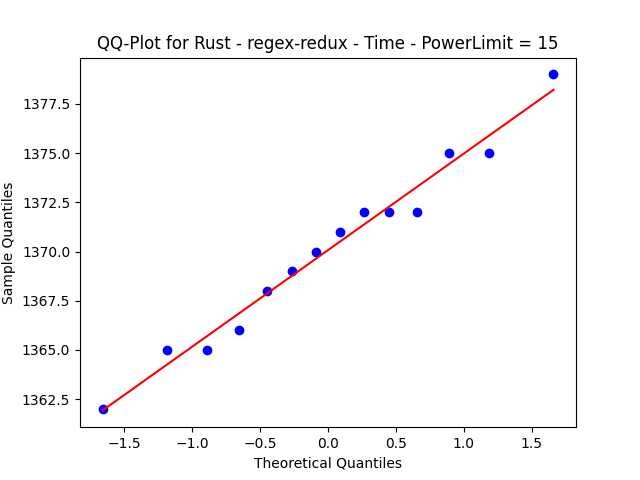 QQ-Plot for Rust - regex-redux - Time - PowerLimit = 15
1377.5
1375.0
1372.5
1370.0
1367.5
1365.0
1362.5
Sample Quantiles
−1.5 −1.0 −0.5 0.0 0.5 1.0 1.5
Theoretical Quantiles